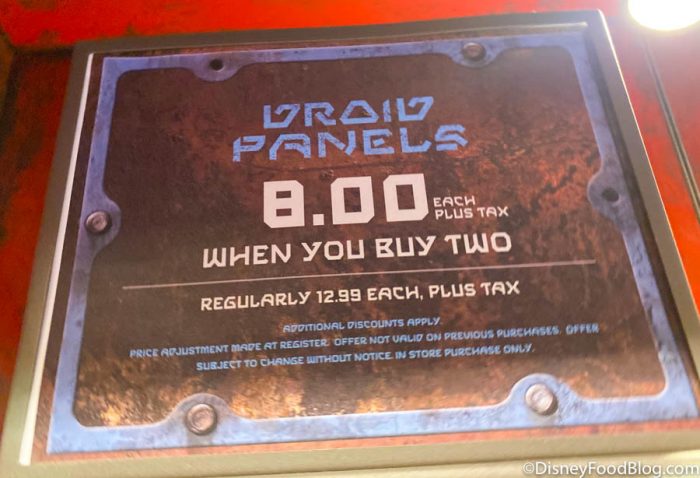 DROID
PANELS
8.00 EACH
PLUS TAX
WHEN YOU BUY TWO
REGULARLY 12.99 EACH, PLUS TAX
ADDITIONAL DISCOUNTS APPLY.
PRICE ADJUSTMENT MADE AT REGISTER. OFFER NOT VALID ON PREVIOUS PURCHASES. OFFER
SUBJECT TO CHANGE WITHOUT NOTICE. IN STORE PURCHASE ONLY.
©DisneyFoodBlog.com